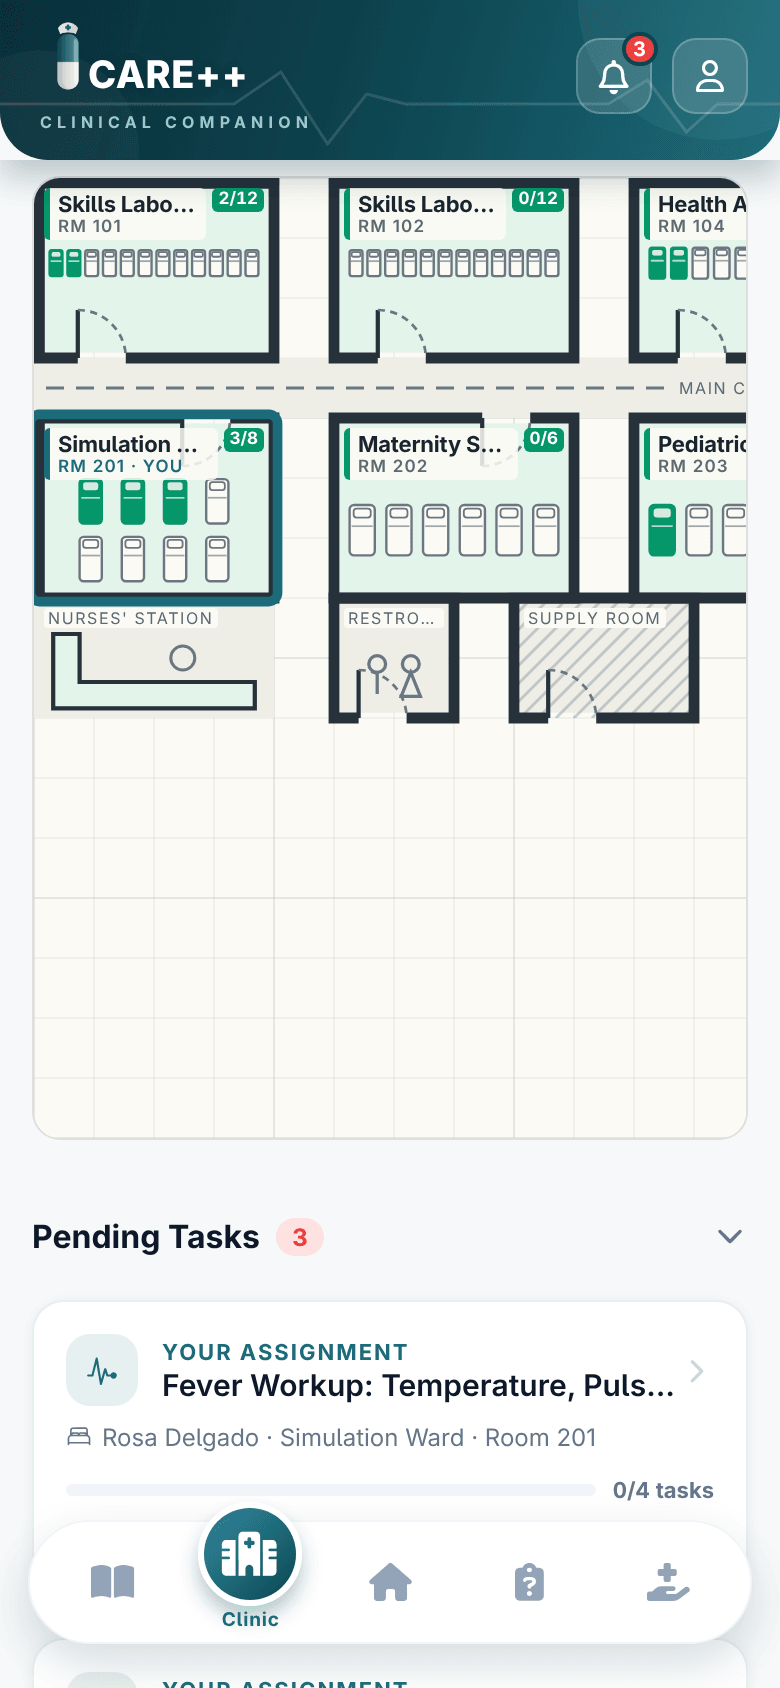 CARE++
CLINICAL COMPANION
3
Skills Labo...
2/12
RM 101
Skills Labo...
0/12
RM 102
Health A
RM 104
MAIN C
Simulation ...
3/8
RM 201 · YOU
Maternity S...
0/6
RM 202
Pediatric
RM 203
NURSES' STATION
RESTRO...
SUPPLY ROOM
Pending Tasks
3
YOUR ASSIGNMENT
Fever Workup: Temperature, Puls...
Rosa Delgado · Simulation Ward · Room 201
0/4 tasks
Clinic
YOUR ASSIGNMENT